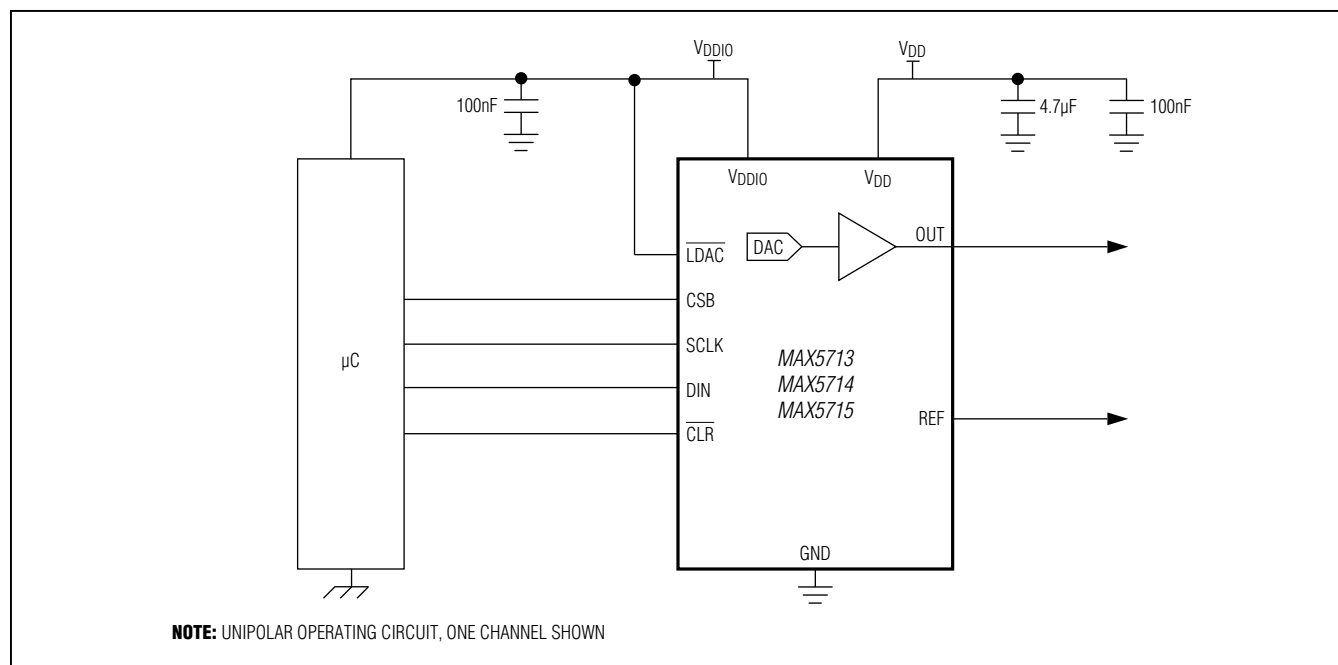 VDDIO
VDD
100nF
4.7µF
100nF
VDDIO
VDD
LDAC
DAC
OUT
CSB
µC
SCLK
MAX5713
DIN
MAX5714
MAX5715
REF
CLR
GND
NOTE: UNIPOLAR OPERATING CIRCUIT, ONE CHANNEL SHOWN